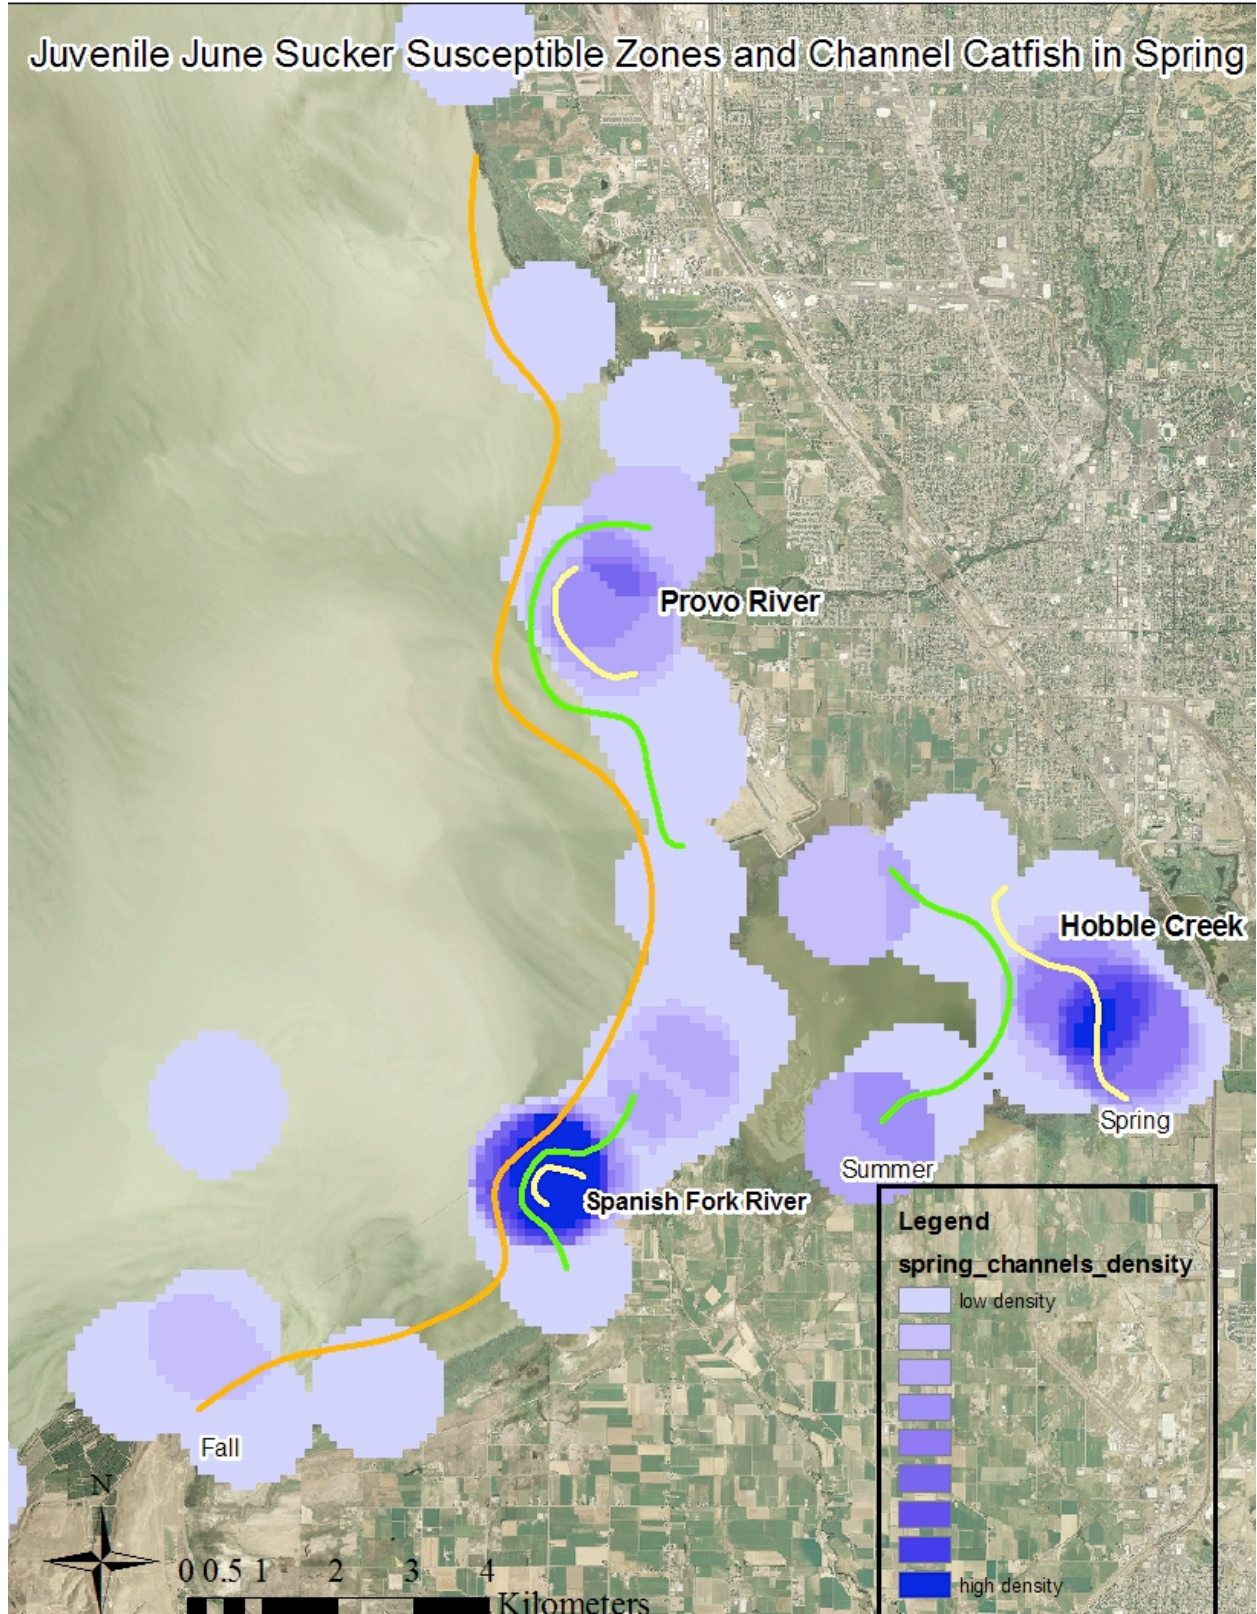 Juvenile June Sucker Susceptible Zones and Channel Catfish in Spring
Provo River
Hobble Creek
Spring
Summer
Spanish Fork River
Legend
spring_channels_density
low density
high density
Fall
N
0 0.5 1 2 3 4
Kilometers